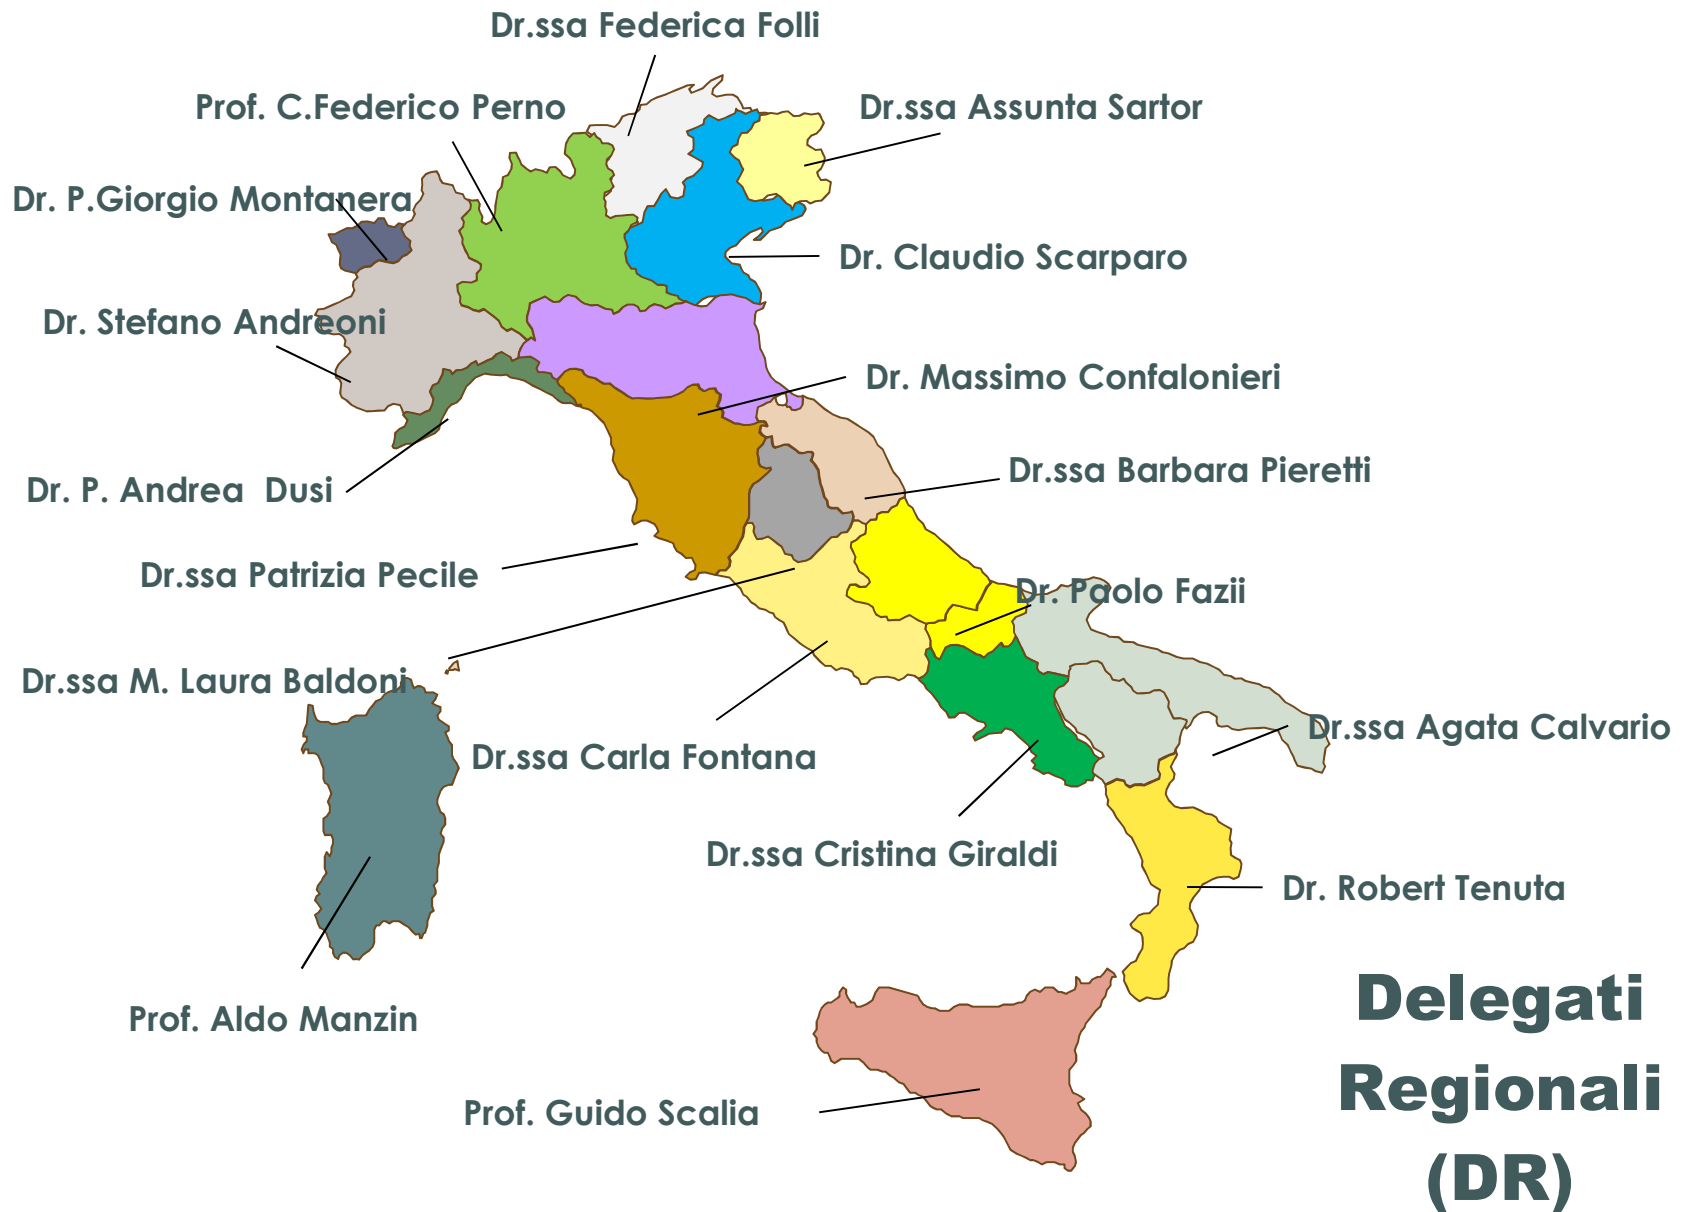 Dr.ssa Federica Folli
Prof. C.Federico Perno
Dr.ssa Assunta Sartor
Dr. P.Giorgio Montanera
Dr. Claudio Scarparo
Dr. Stefano Andreoni
Dr. Massimo Confalonieri
Dr.ssa Barbara Pieretti
Dr. P. Andrea  Dusi
Dr.ssa Patrizia Pecile
Dr. Paolo Fazii
Dr.ssa M. Laura Baldoni
Dr.ssa Agata Calvario
Dr.ssa Carla Fontana
Dr.ssa Cristina Giraldi
Dr. Robert Tenuta
Prof. Aldo Manzin
Prof. Guido Scalia
Delegati
Regionali
(DR)